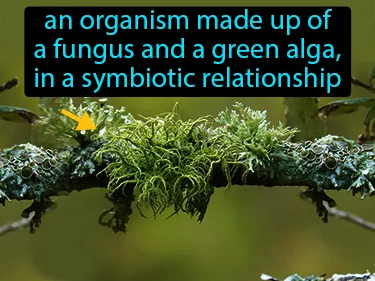 an organism made up of
a fungus and a green alga,
in a symbiotic relationship